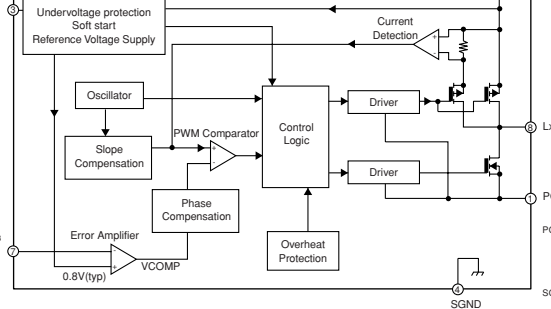 3
Undervoltage protection
Soft start
Reference Voltage Supply
Current
Detection
+
-
Oscillator
Driver
PWM Comparator
Control
Logic
8
Lx
Slope
Compensation
+
-
Driver
Phase
Compensation
1
Error Amplifier
Overheat
Protection
7
-
+
0.8V(typ)
VCOMP
4
SGND